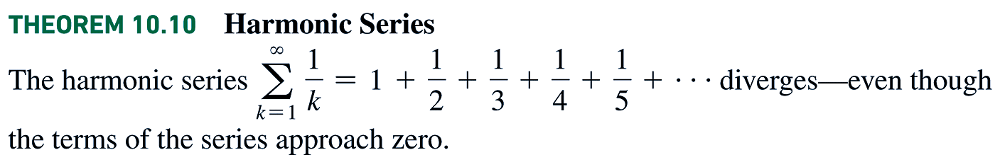 THEOREM 10.10 Harmonic Series
The harmonic series \sum_{k=1}^{\infty} \frac{1}{k} = 1 + \frac{1}{2} + \frac{1}{3} + \frac{1}{4} + \frac{1}{5} + \cdots diverges—even though
the terms of the series approach zero.